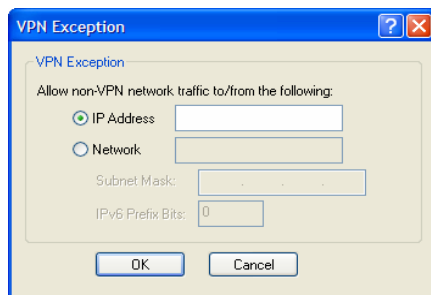 VPN Exception
VPN Exception
Allow non-VPN network traffic to/from the following:
IP Address
Network
Subnet Mask: . . .
IPv6 Prefix Bits: 0
OK Cancel